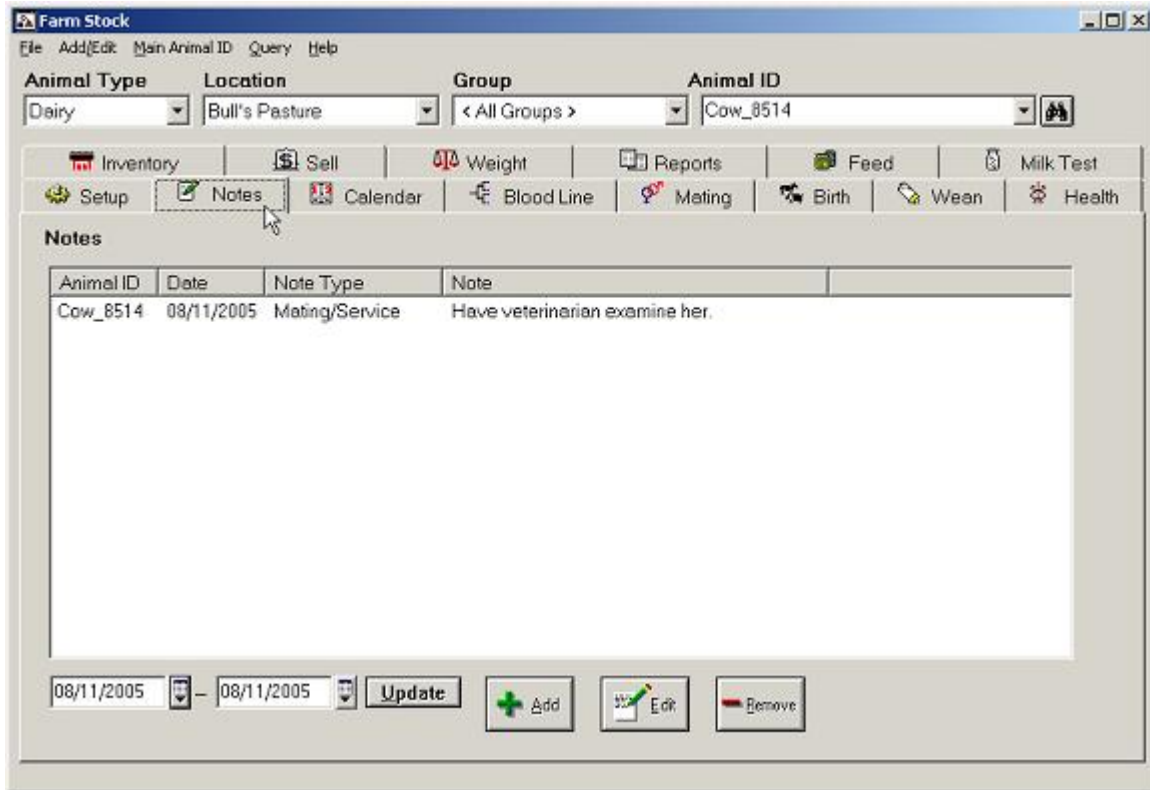 Farm Stock
File Add/Edit Main Animal ID Query Help
Animal Type Location Group Animal ID
Dairy Bull's Pasture < All Groups > Cow_8514
Inventory Sell Weight Reports Feed Milk Test
Setup Notes Calendar Blood Line Mating Birth Wean Health
Notes
Animal ID Date Note Type Note
Cow_8514 08/11/2005 Mating/Service Have veterinarian examine her.
08/11/2005 – 08/11/2005 Update Add Edit Remove